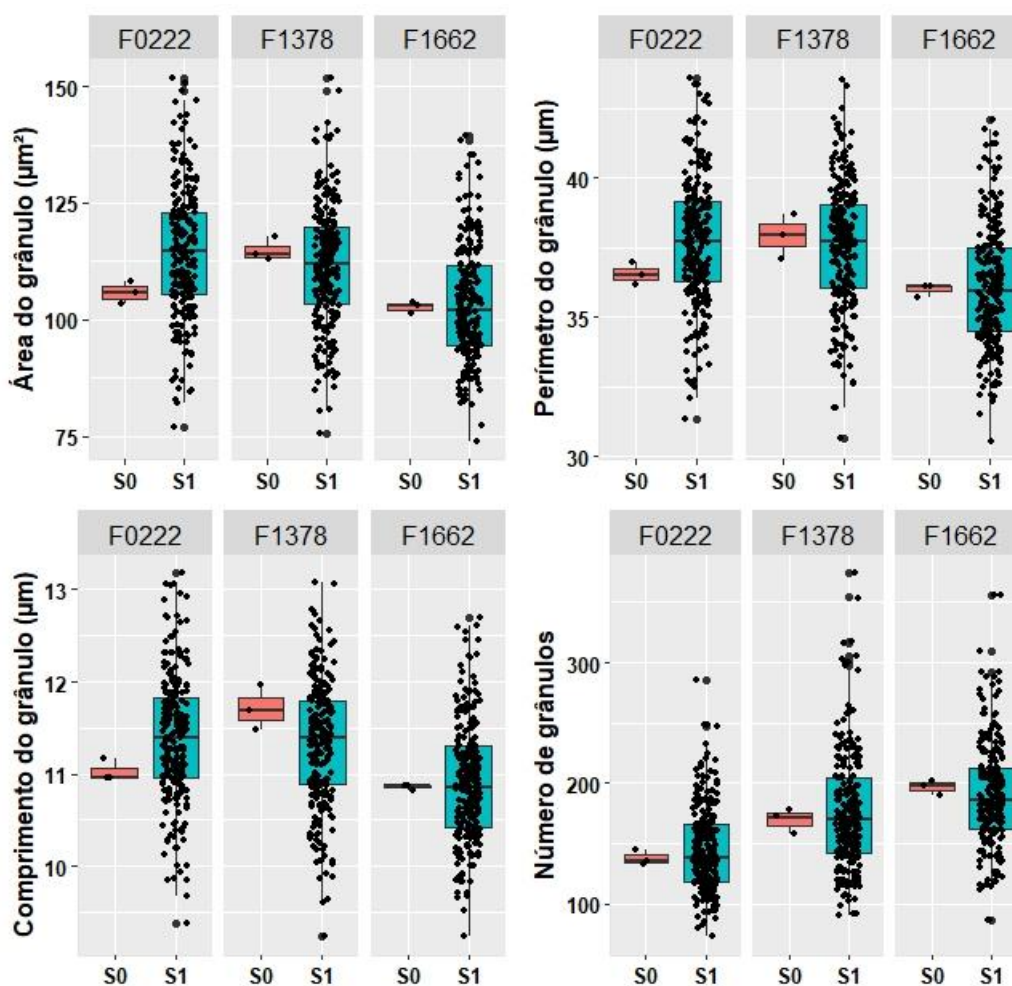 F0222 F1378 F1662
Área do grânulo (µm²)
150
125
100
75
S0 S1 S0 S1 S0 S1
F0222 F1378 F1662
Perímetro do grânulo (µm)
40
35
30
S0 S1 S0 S1 S0 S1
F0222 F1378 F1662
Comprimento do grânulo (µm)
13
12
11
10
S0 S1 S0 S1 S0 S1
F0222 F1378 F1662
Número de grânulos
300
200
100
S0 S1 S0 S1 S0 S1